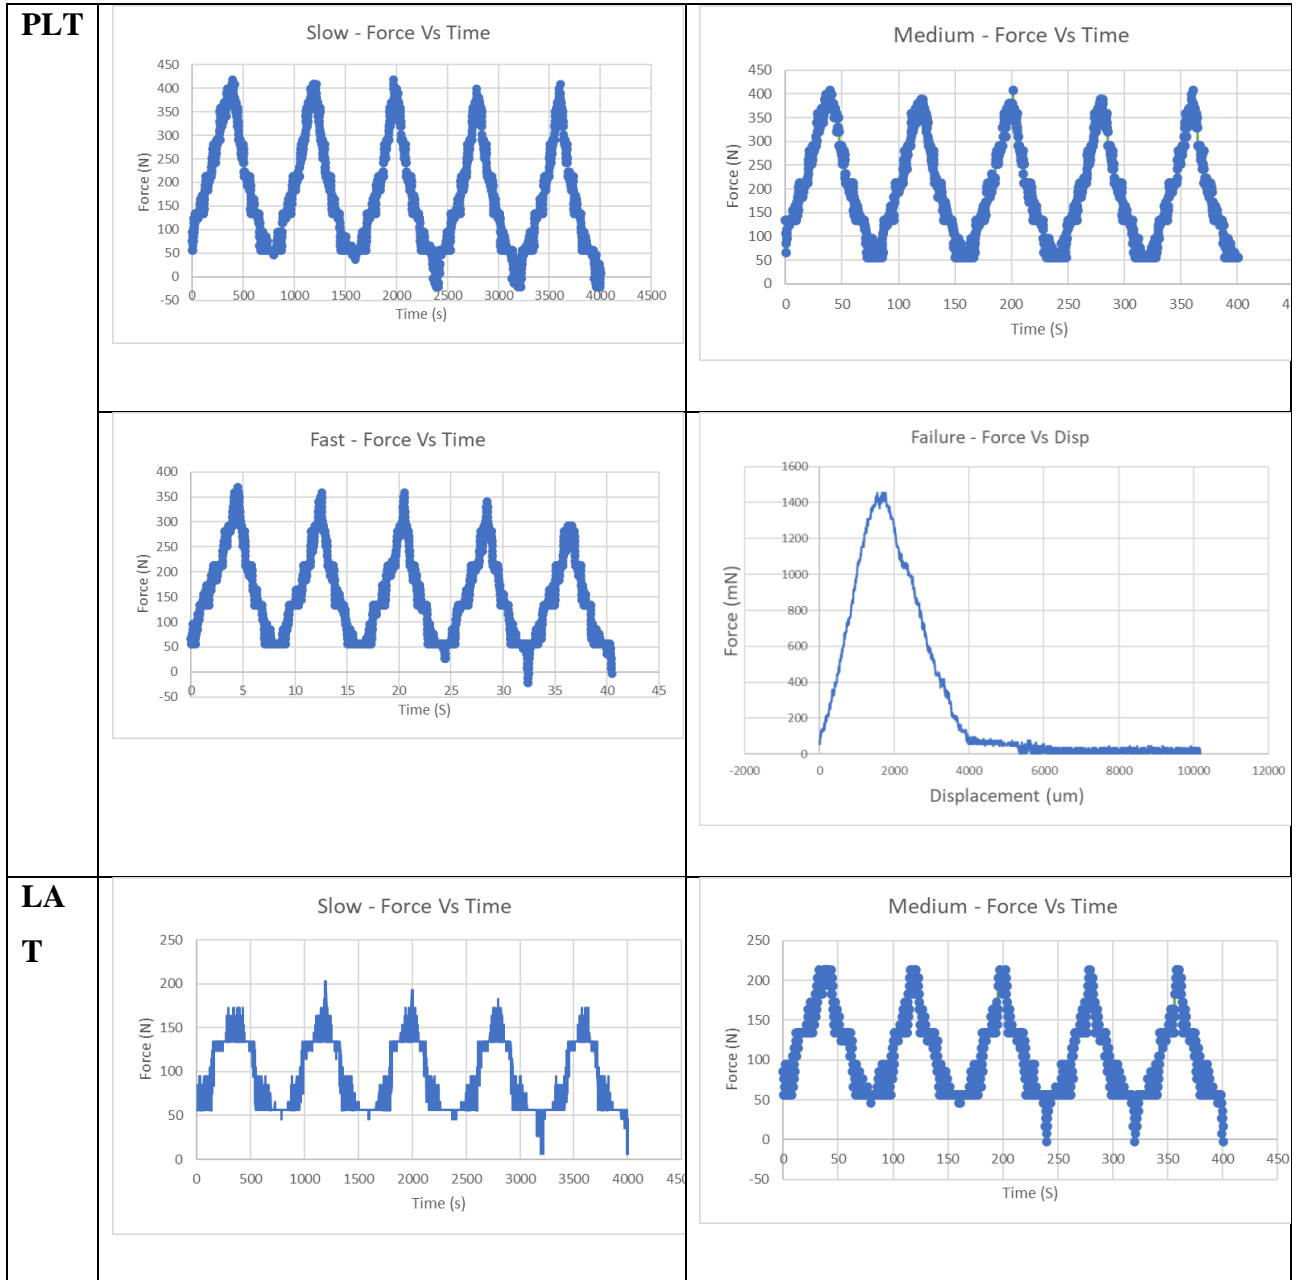 PLT
Slow - Force Vs Time
450
400
350
300
250
200
150
100
50
0
-50
Force (N)
0 500 1000 1500 2000 2500 3000 3500 4000 4500
Time (s)
Medium - Force Vs Time
450
400
350
300
250
200
150
100
50
0
Force (N)
0 50 100 150 200 250 300 350 400 4
Time (S)
Fast - Force Vs Time
400
350
300
250
200
150
100
50
0
-50
Force (N)
0 5 10 15 20 25 30 35 40 45
Time (S)
Failure - Force Vs Disp
1600
1400
1200
1000
800
600
400
200
0
Force (mN)
-2000 0 2000 4000 6000 8000 10000 12000
Displacement (um)
LA
T
Slow - Force Vs Time
250
200
150
100
50
0
Force (N)
0 500 1000 1500 2000 2500 3000 3500 4000 450
Time (s)
Medium - Force Vs Time
250
200
150
100
50
0
-50
Force (N)
0 50 100 150 200 250 300 350 400 450
Time (S)